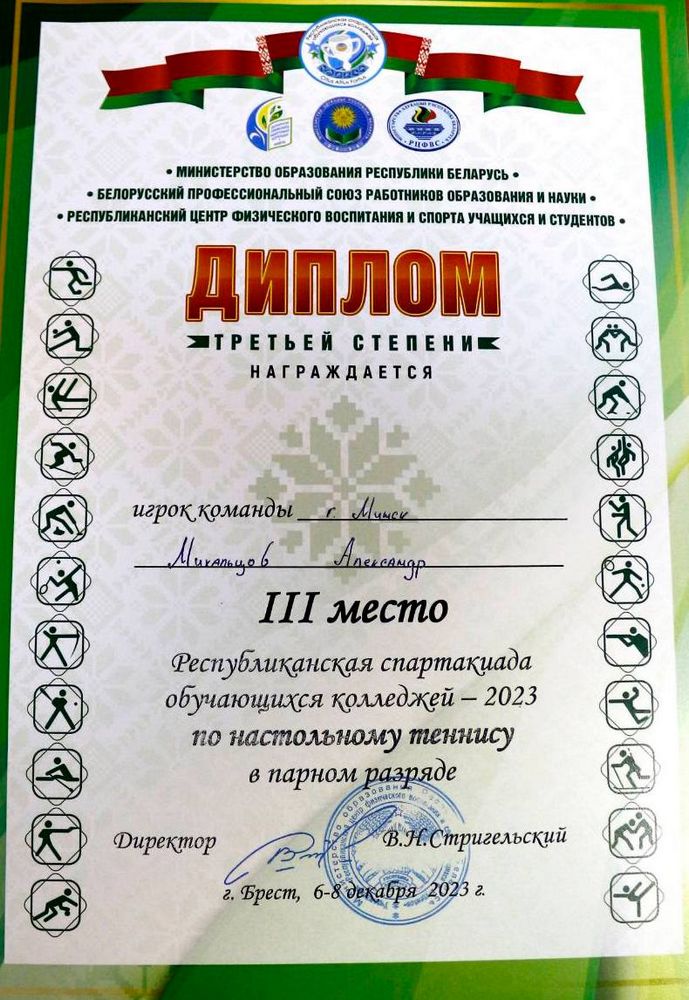 • МИНИСТЕРСТВО ОБРАЗОВАНИЯ РЕСПУБЛИКИ БЕЛАРУСЬ •
• БЕЛОРУССКИЙ ПРОФЕССИОНАЛЬНЫЙ СОЮЗ РАБОТНИКОВ ОБРАЗОВАНИЯ И НАУКИ •
• РЕСПУБЛИКАНСКИЙ ЦЕНТР ФИЗИЧЕСКОГО ВОСПИТАНИЯ И СПОРТА УЧАЩИХСЯ И СТУДЕНТОВ •
ДИПЛОМ
ТРЕТЬЕЙ СТЕПЕНИ
НАГРАЖДАЕТСЯ
игрок команды г. Минск
Михальцов Александр
III место
Республиканская спартакиада
обучающихся колледжей – 2023
по настольному теннису
в парном разряде
Директор В.Н.Стригельский
г. Брест, 6-8 декабря 2023 г.